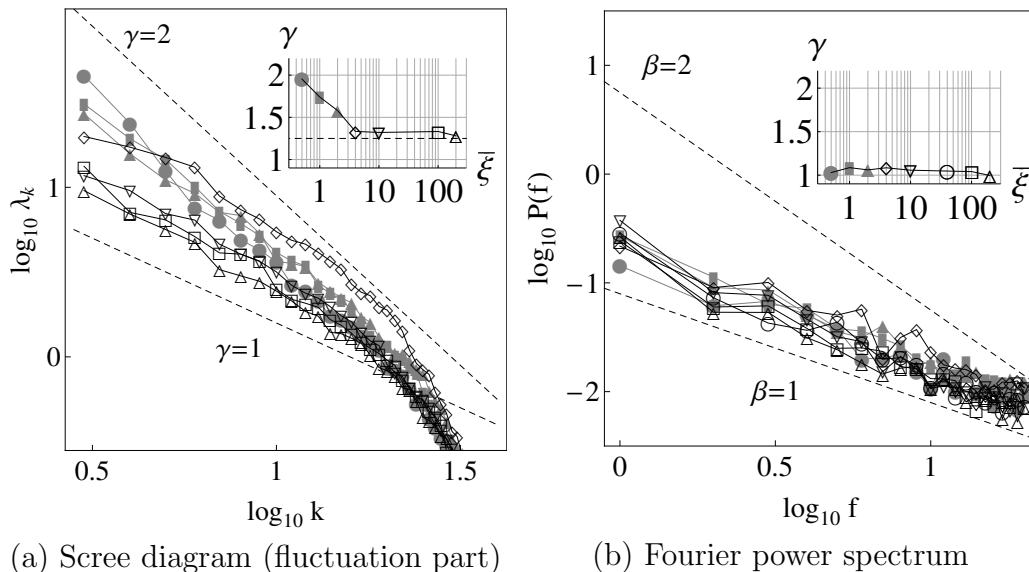 γ=2
γ
2
1.5
1
1
10
100
ξ|
1
0
log₁₀ λₖ
γ=1
0.5
1
1.5
log₁₀ k
(a) Scree diagram (fluctuation part)
1
0
−1
−2
log₁₀ P(f)
β=2
γ
2
1.5
1
1
10
100
ξ̅
β=1
0
0.5
1
log₁₀ f
(b) Fourier power spectrum